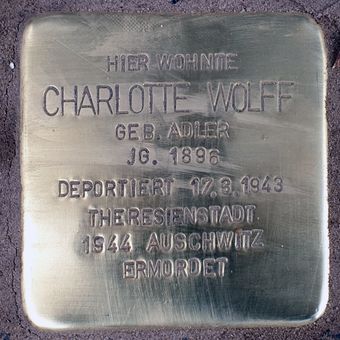 HIER WOHNTE
CHARLOTTE WOLFF
GEB. ADLER
JG. 1896
DEPORTIERT 17.3.1943
THERESIENSTADT
1944 AUSCHWITZ
ERMORDET